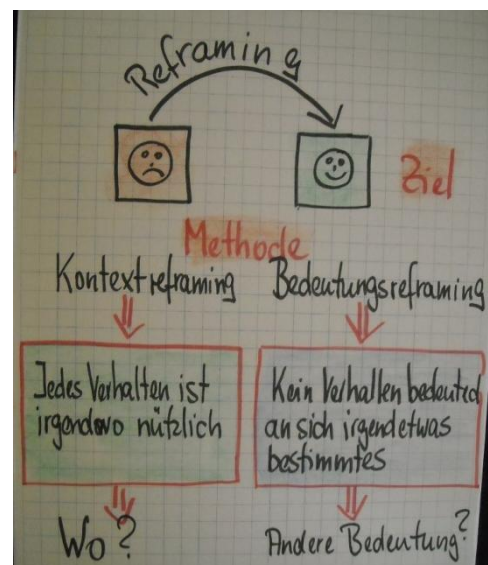 Reframing
Ziel
Methode
Kontextreframing
Bedeutungsreframing
Jedes Verhalten ist
irgendwo nützlich
Kein Verhalten bedeuted
an sich irgendetwas
bestimmtes
Wo?
Andere Bedeutung?